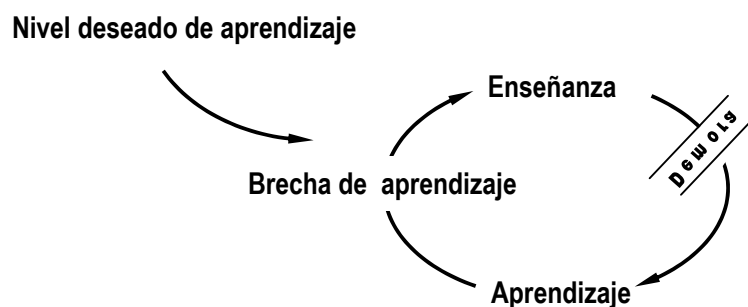 Nivel deseado de aprendizaje
Enseñanza
Demora
Brecha de aprendizaje
Aprendizaje